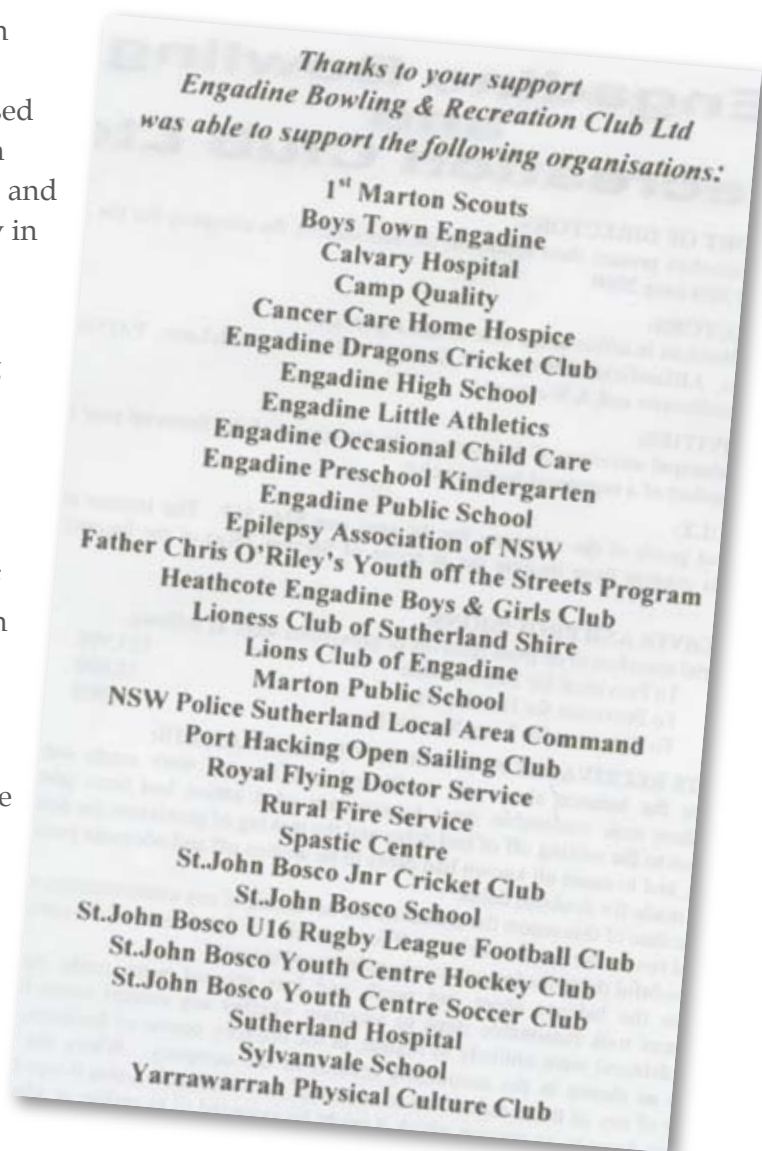 Thanks to your support
Engadine Bowling & Recreation Club Ltd
was able to support the following organisations:
1st Marton Scouts
Boys Town Engadine
Calvary Hospital
Camp Quality
Cancer Care Home Hospice
Engadine Dragons Cricket Club
Engadine High School
Engadine Little Athletics
Engadine Occasional Child Care
Engadine Preschool Kindergarten
Engadine Public School
Epilepsy Association of NSW
Father Chris O'Riley's Youth off the Streets Program
Heathcote Engadine Boys & Girls Club
Lioness Club of Sutherland Shire
Lions Club of Engadine
Marton Public School
NSW Police Sutherland Local Area Command
Port Hacking Open Sailing Club
Royal Flying Doctor Service
Rural Fire Service
Spastic Centre
St.John Bosco Jnr Cricket Club
St.John Bosco School
St.John Bosco U16 Rugby League Football Club
St.John Bosco Youth Centre Hockey Club
St.John Bosco Youth Centre Soccer Club
Sutherland Hospital
Sylvanvale School
Yarrawarrah Physical Culture Club
and
in